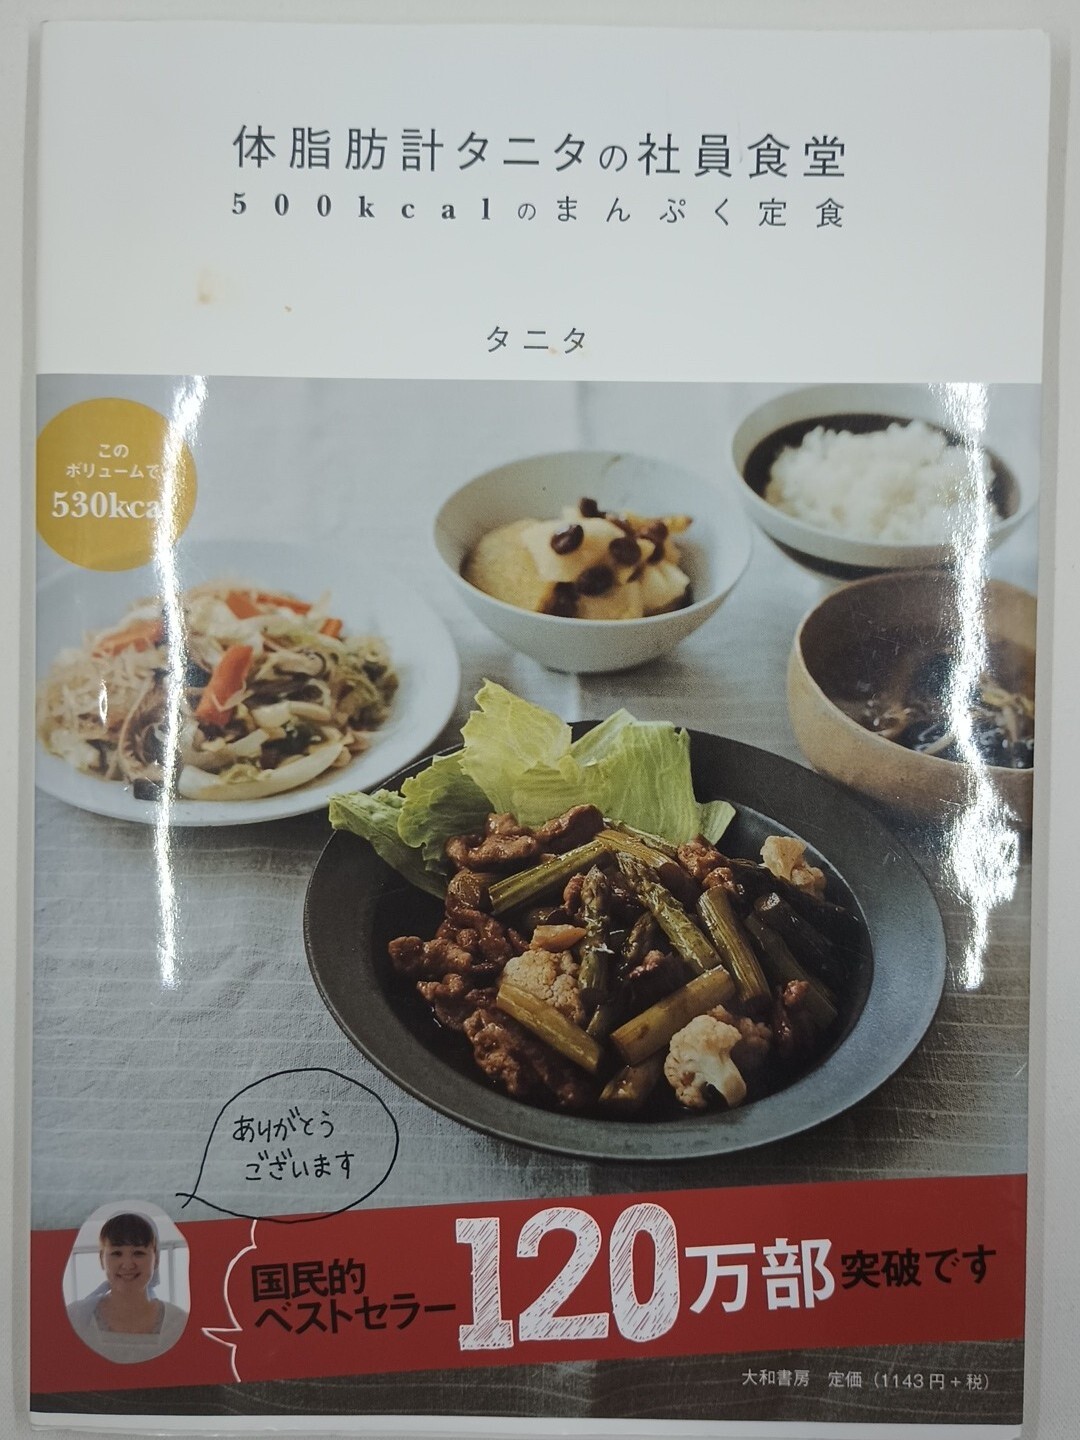 体脂肪計タニタの社員食堂
500kcalのまんぷく定食
タニタ
この
ボリュームで
530kcal
ありがとう
ございます
国民的
ベストセラー
120万部突破です
大和書房 定価(1143円+税)